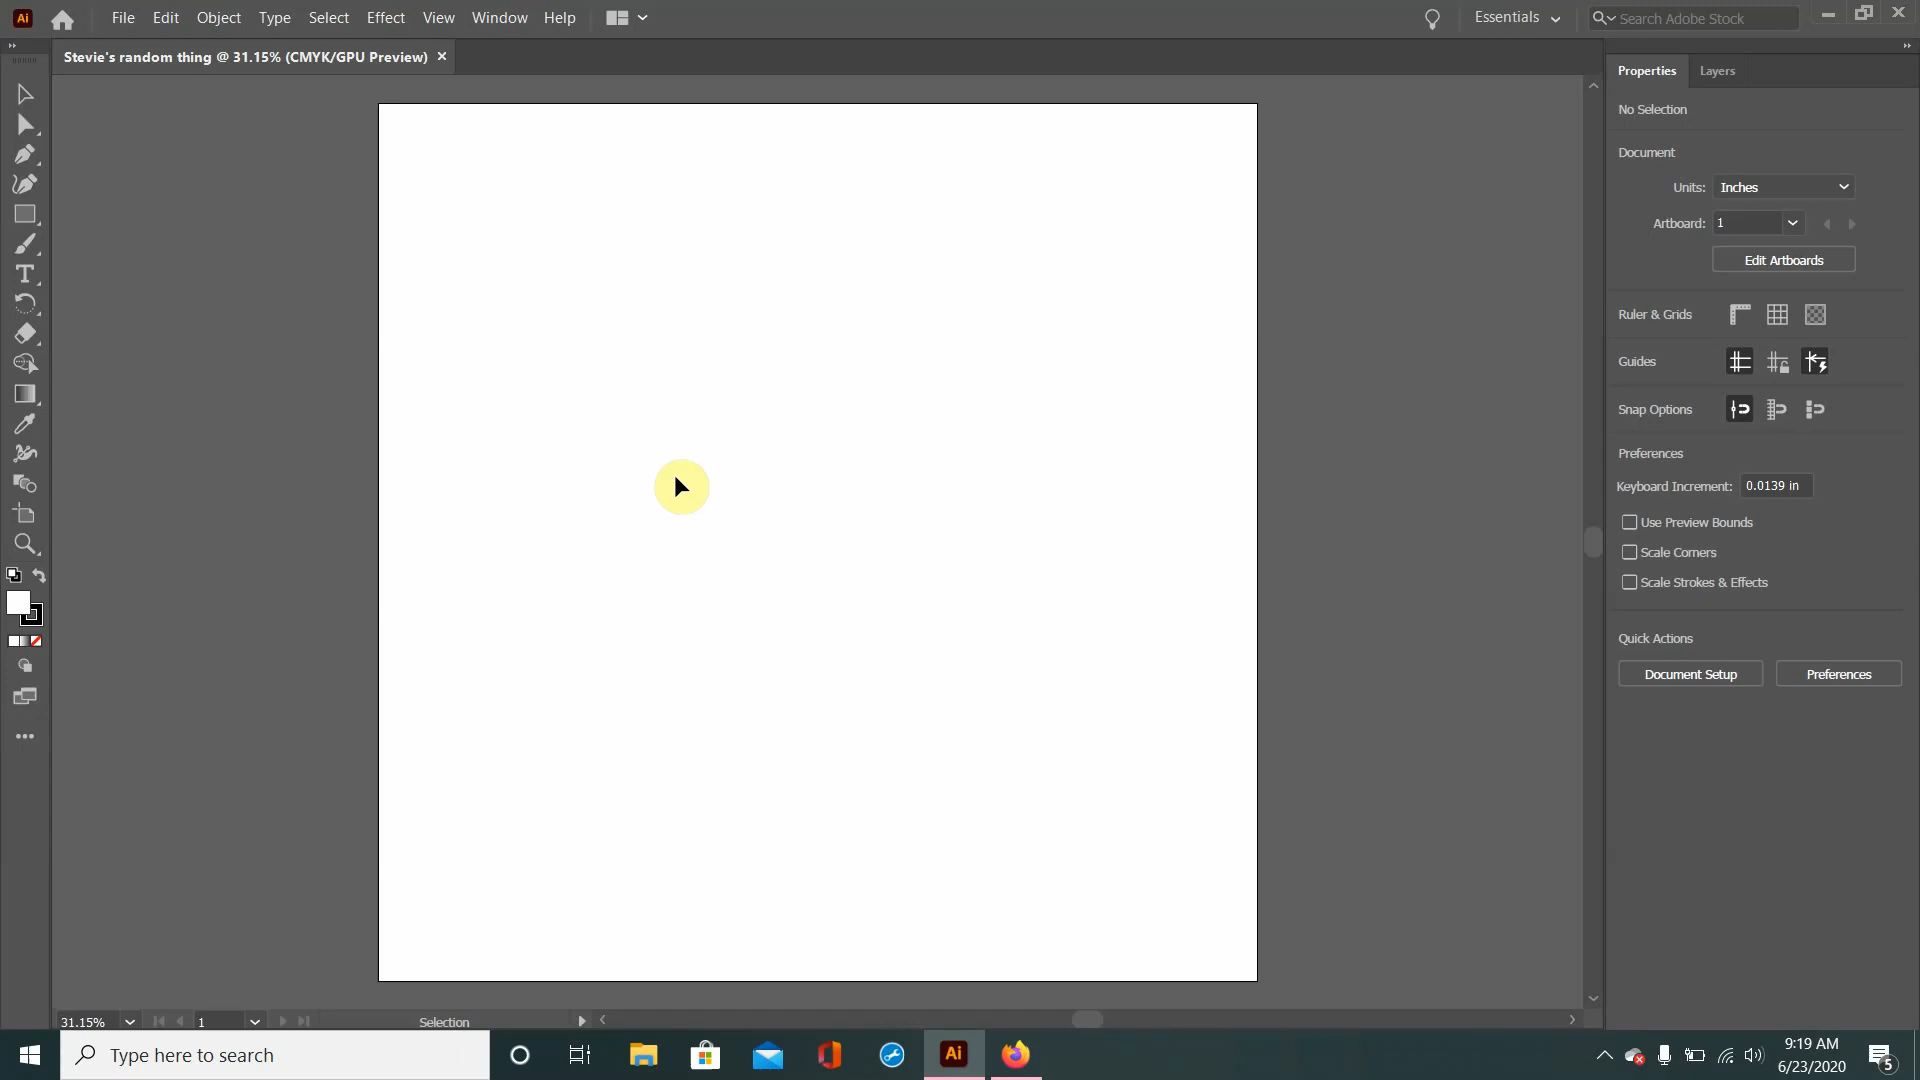 Ai File Edit Object Type Select Effect View Window Help Essentials Search Adobe Stock
Stevie's random thing @ 31.15% (CMYK/GPU Preview) ×
Properties Layers
No Selection
Document
Units: Inches
Artboard: 1
Edit Artboards
Ruler & Grids
Guides
Snap Options
Preferences
Keyboard Increment: 0.0139 in
Use Preview Bounds
Scale Corners
Scale Strokes & Effects
Quick Actions
Document Setup Preferences
31.15% 1 Selection
Type here to search
Ai
9:19 AM
6/23/2020
5